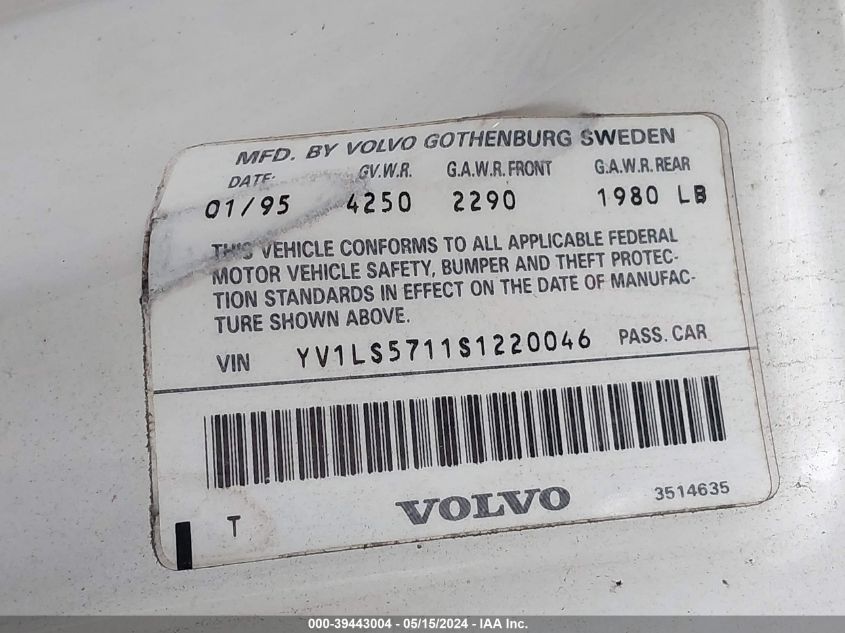 MFD. BY VOLVO GOTHENBURG SWEDEN
DATE: GV.W.R. G.A.W.R. FRONT G.A.W.R. REAR
01/95 4250 2290 1980 LB
THIS VEHICLE CONFORMS TO ALL APPLICABLE FEDERAL
MOTOR VEHICLE SAFETY, BUMPER AND THEFT PROTEC-
TION STANDARDS IN EFFECT ON THE DATE OF MANUFAC-
TURE SHOWN ABOVE.
VIN YV1LS5711S1220046 PASS. CAR
T VOLVO 3514635
000-39443004 - 05/15/2024 - IAA Inc.